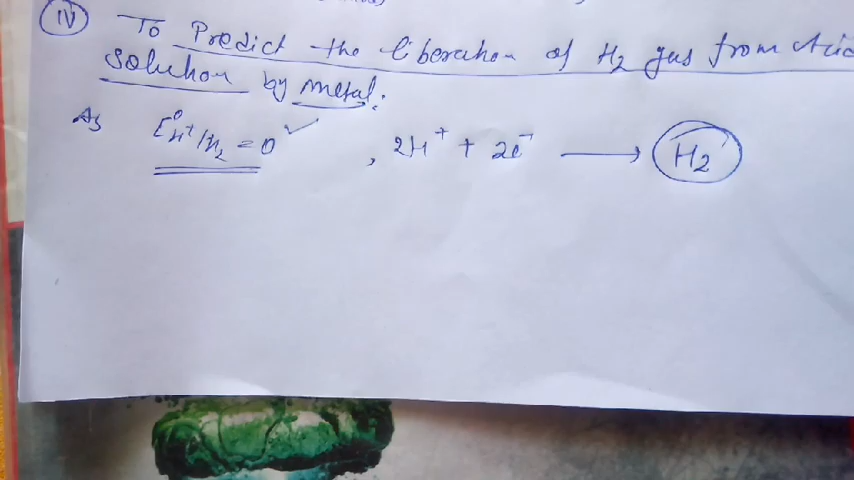 (IV) To Predict the liberation of H2 gas from Acid
solution by metal:
As E°H+/H2 = 0 ✓ , 2H+ + 2e- ⟶ H2